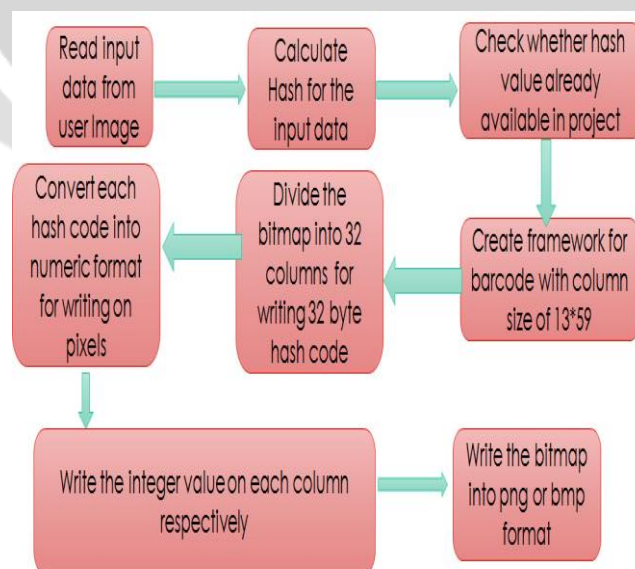 Read input
data from
user Image
Calculate
Hash for the
input data
Check whether hash
value already
available in project
Create framework for
barcode with column
size of 13*59
Divide the
bitmap into 32
columns for
writing 32 byte
hash code
Convert each
hash code into
numeric format
for writing on
pixels
Write the integer value on each column
respectively
Write the bitmap
into png or bmp
format